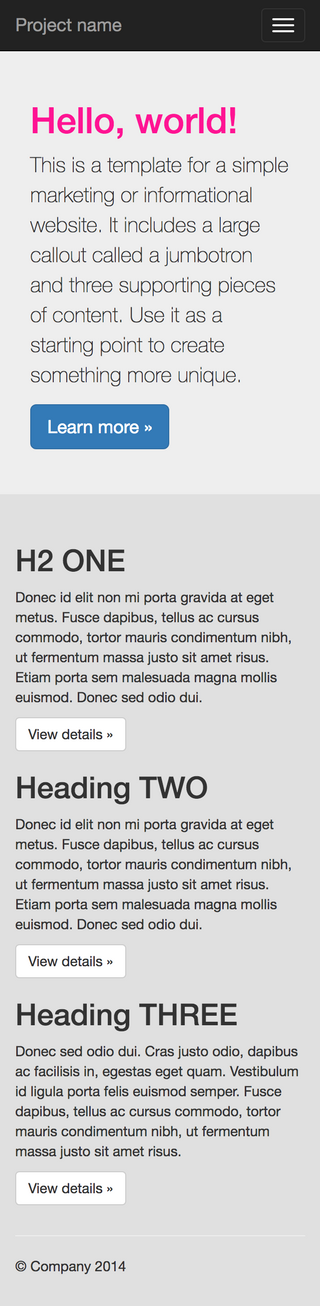 Project name
Hello, world!
This is a template for a simple
marketing or informational
website. It includes a large
callout called a jumbotron
and three supporting pieces
of content. Use it as a
starting point to create
something more unique.
Learn more »
H2 ONE
Donec id elit non mi porta gravida at eget
metus. Fusce dapibus, tellus ac cursus
commodo, tortor mauris condimentum nibh,
ut fermentum massa justo sit amet risus.
Etiam porta sem malesuada magna mollis
euismod. Donec sed odio dui.
View details »
Heading TWO
Donec id elit non mi porta gravida at eget
metus. Fusce dapibus, tellus ac cursus
commodo, tortor mauris condimentum nibh,
ut fermentum massa justo sit amet risus.
Etiam porta sem malesuada magna mollis
euismod. Donec sed odio dui.
View details »
Heading THREE
Donec sed odio dui. Cras justo odio, dapibus
ac facilisis in, egestas eget quam. Vestibulum
id ligula porta felis euismod semper. Fusce
dapibus, tellus ac cursus commodo, tortor
mauris condimentum nibh, ut fermentum
massa justo sit amet risus.
View details »
© Company 2014